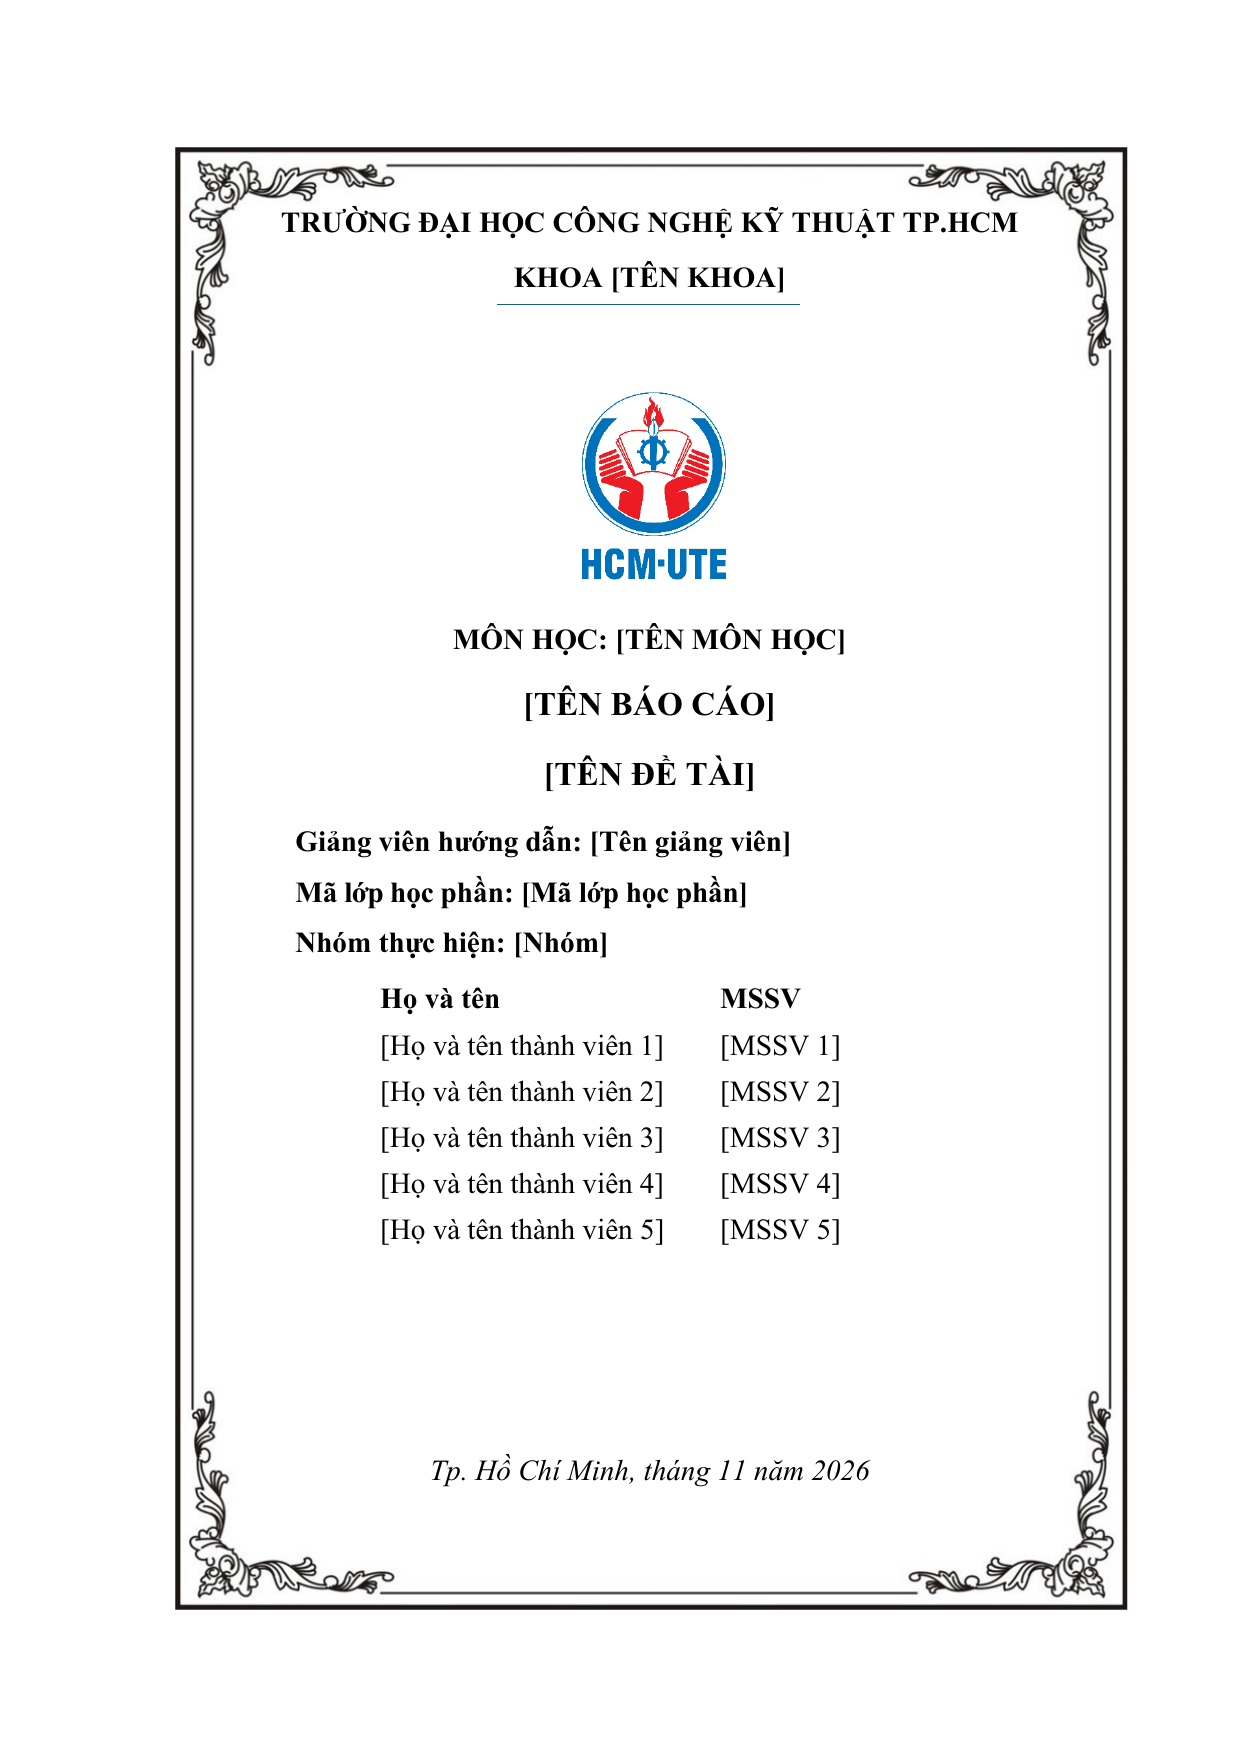 TRƯỜNG ĐẠI HỌC CÔNG NGHỆ KỸ THUẬT TP.HCM
KHOA [TÊN KHOA]
HCM-UTE
MÔN HỌC: [TÊN MÔN HỌC]
[TÊN BÁO CÁO]
[TÊN ĐỀ TÀI]
Giảng viên hướng dẫn: [Tên giảng viên]
Mã lớp học phần: [Mã lớp học phần]
Nhóm thực hiện: [Nhóm]
Họ và tên MSSV
[Họ và tên thành viên 1] [MSSV 1]
[Họ và tên thành viên 2] [MSSV 2]
[Họ và tên thành viên 3] [MSSV 3]
[Họ và tên thành viên 4] [MSSV 4]
[Họ và tên thành viên 5] [MSSV 5]
Tp. Hồ Chí Minh, tháng 11 năm 2026